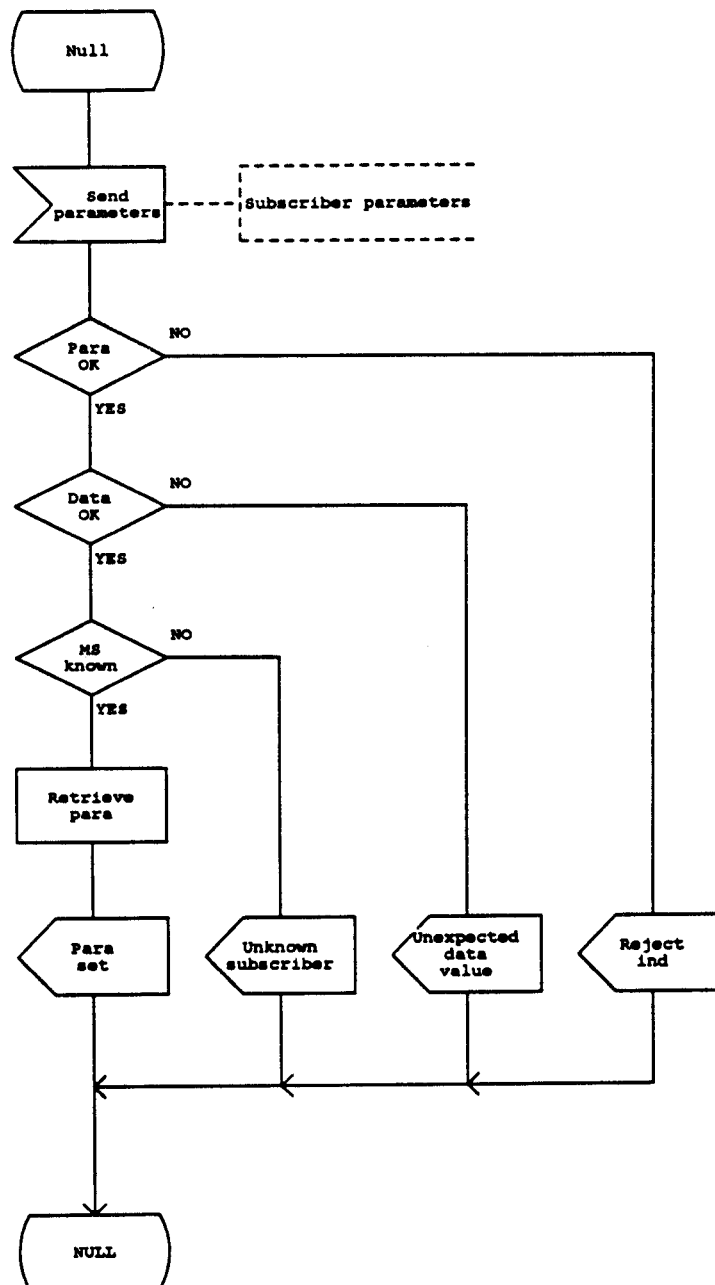 Null
Send
parameters
Subscriber parameters
NO
Para
OK
YES
NO
Data
OK
YES
NO
MS
known
YES
Retrieve
para
Para
set
Unknown
subscriber
Unexpected
data
value
Reject
ind
NULL